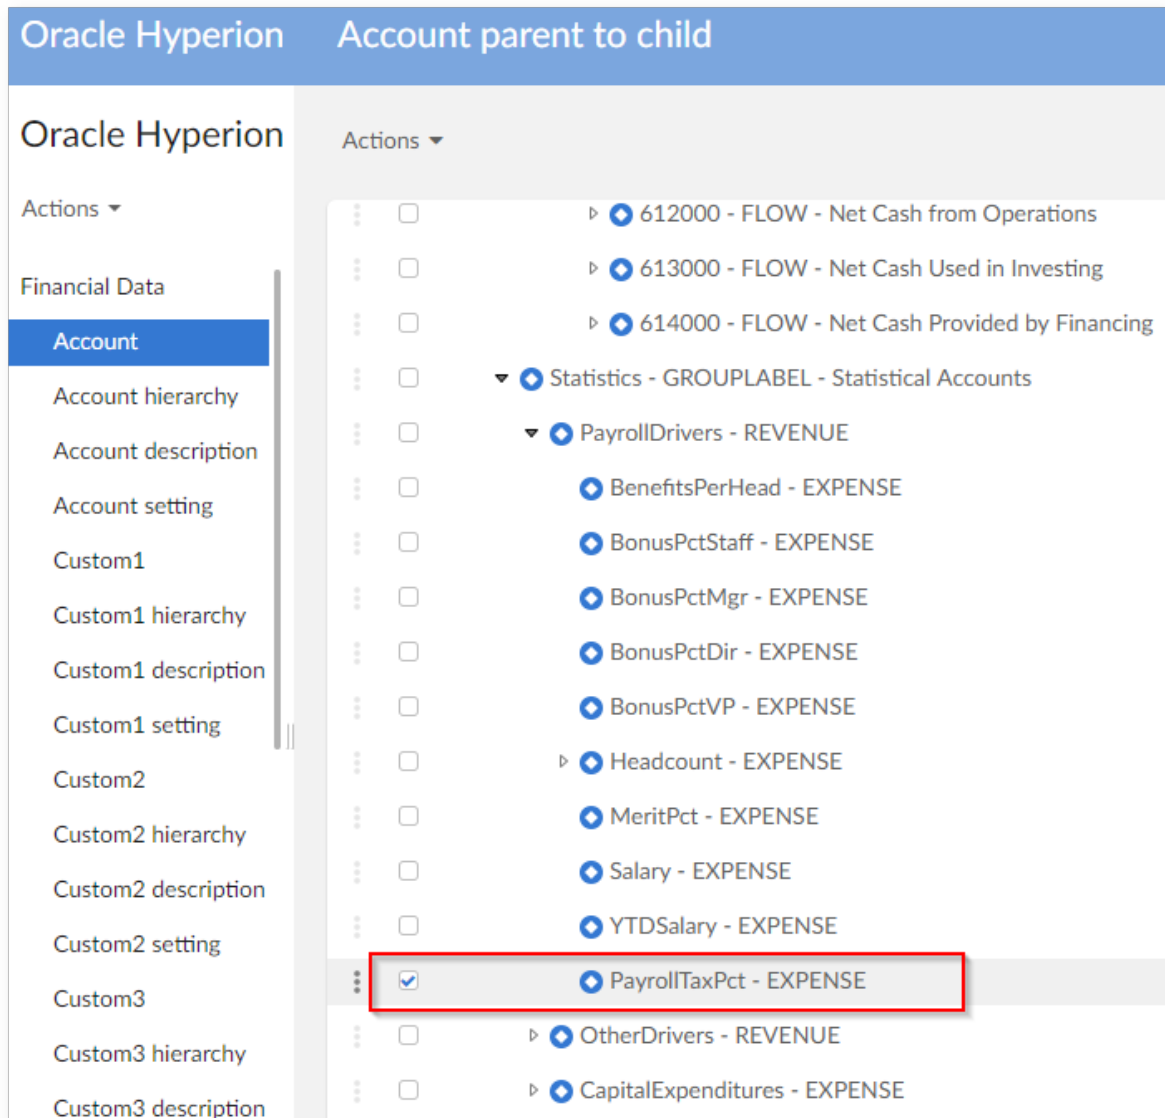 Oracle Hyperion
Account parent to child
Oracle Hyperion
Actions
Financial Data
Account
Account hierarchy
Account description
Account setting
Custom1
Custom1 hierarchy
Custom1 description
Custom1 setting
Custom2
Custom2 hierarchy
Custom2 description
Custom2 setting
Custom3
Custom3 hierarchy
Custom3 description
Actions
612000 - FLOW - Net Cash from Operations
613000 - FLOW - Net Cash Used in Investing
614000 - FLOW - Net Cash Provided by Financing
Statistics - GROUPLABEL - Statistical Accounts
PayrollDrivers - REVENUE
BenefitsPerHead - EXPENSE
BonusPctStaff - EXPENSE
BonusPctMgr - EXPENSE
BonusPctDir - EXPENSE
BonusPctVP - EXPENSE
Headcount - EXPENSE
MeritPct - EXPENSE
Salary - EXPENSE
YTDSalary - EXPENSE
PayrollTaxPct - EXPENSE
OtherDrivers - REVENUE
CapitalExpenditures - EXPENSE